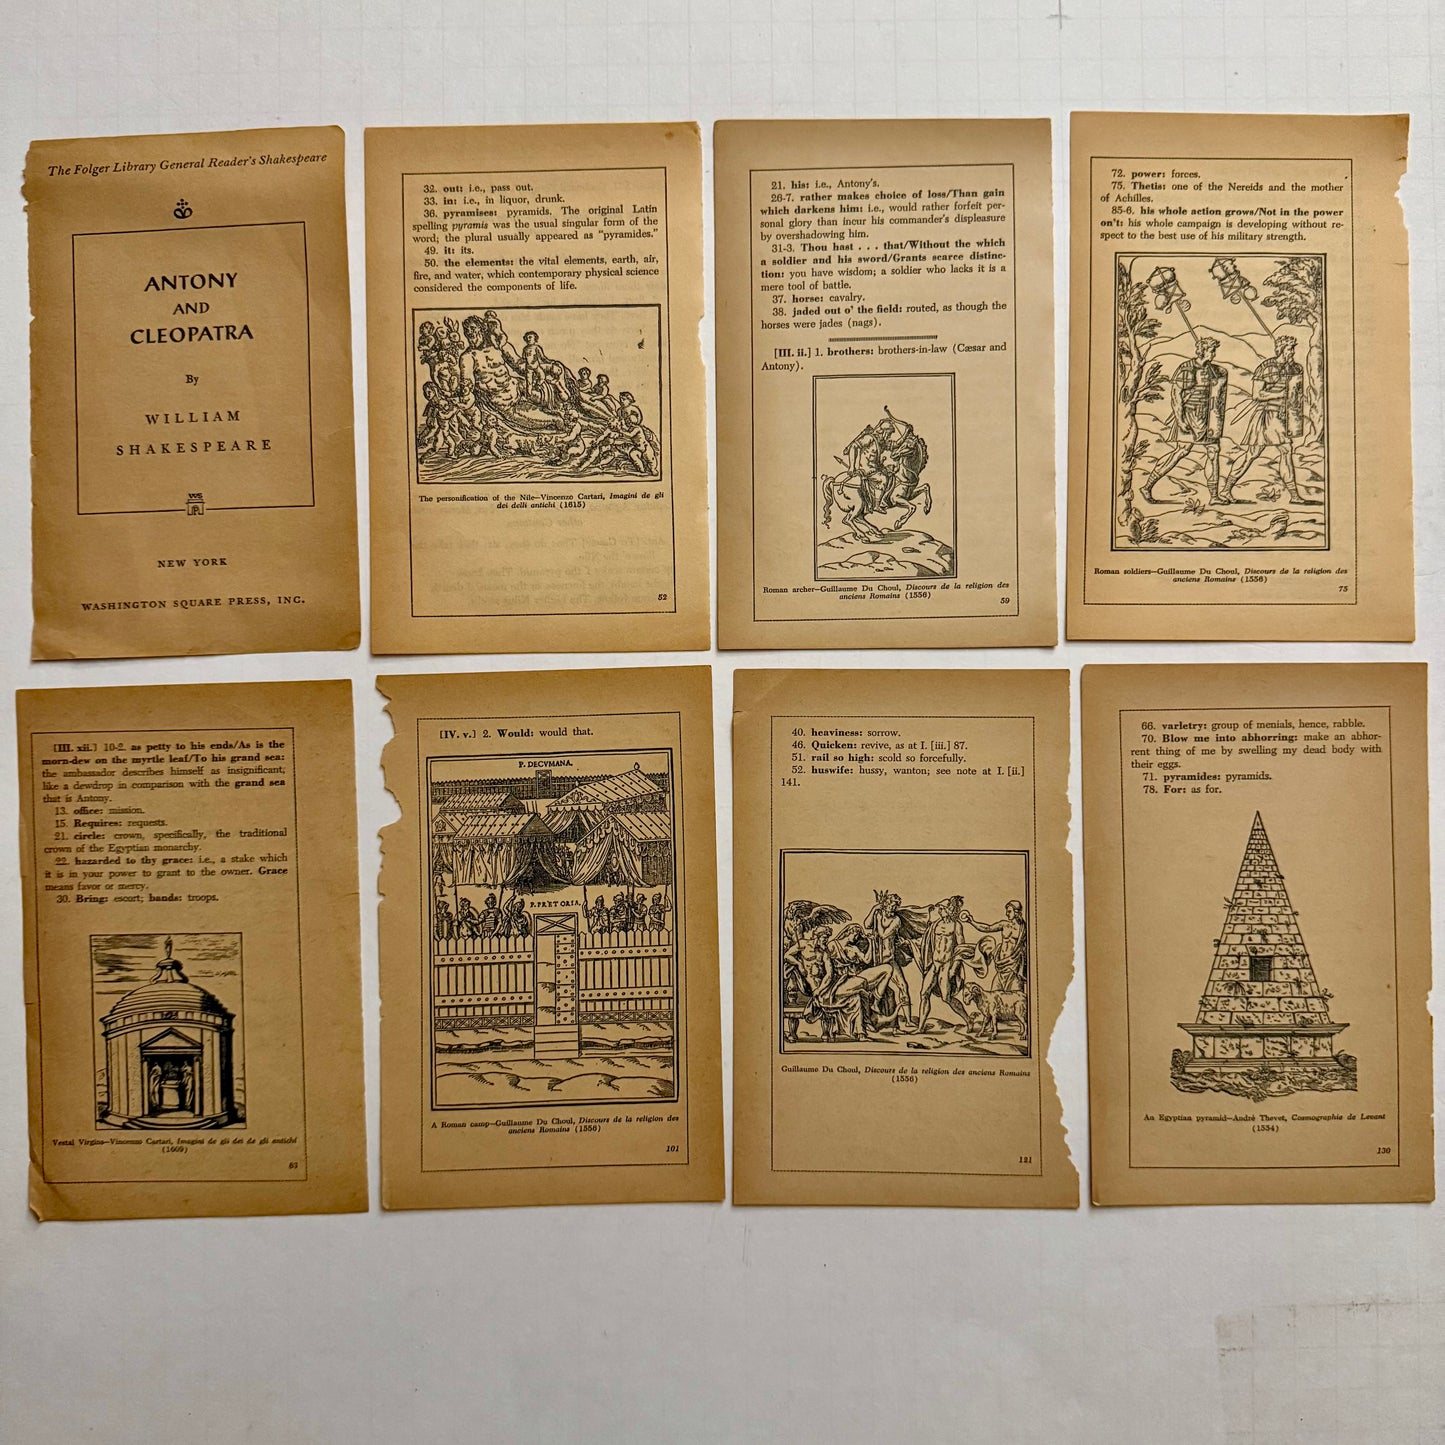 The Folger Library General Reader's Shakespeare
ANTONY
AND
CLEOPATRA
By
WILLIAM
SHAKESPEARE
WSP
NEW YORK
WASHINGTON SQUARE PRESS, INC.
32. out: i.e., pass out.
33. in: i.e., in liquor, drunk.
36. pyramises: pyramids. The original Latin
spelling pyramis was the usual singular form of the
word; the plural usually appeared as "pyramides."
49. it: its.
50. the elements: the vital elements, earth, air,
fire, and water, which contemporary physical science
considered the components of life.
The personification of the Nile—Vincenzo Cartari, Imagini de gli
dei delli antichi (1615)
52
21. his: i.e., Antony's.
26-7. rather makes choice of loss/Than gain
which darkens him: i.e., would rather forfeit per-
sonal glory than incur his commander's displeasure
by overshadowing him.
31-3. Thou hast . . . that/Without the which
a soldier and his sword/Grants scarce distinc-
tion: you have wisdom; a soldier who lacks it is a
mere tool of battle.
37. horse: cavalry.
38. jaded out o' the field: routed, as though the
horses were jades (nags).
[III. ii.] 1. brothers: brothers-in-law (Cæsar and
Antony).
Roman archer—Guillaume Du Choul, Discours de la religion des
anciens Romains (1556)
59
72. power: forces.
75. Thetis: one of the Nereids and the mother
of Achilles.
85-6. his whole action grows/Not in the power
on't: his whole campaign is developing without re-
spect to the best use of his military strength.
Roman soldiers—Guillaume Du Choul, Discours de la religion des
anciens Romains (1556)
75
[III. xii.] 10-2. as petty to his ends/As is the
morn-dew on the myrtle leaf/To his grand sea:
the ambassador describes himself as insignificant;
like a dewdrop in comparison with the grand sea
that is Antony.
13. office: mission.
15. Requires: requests.
21. circle: crown, specifically, the traditional
crown of the Egyptian monarchy.
22. hazarded to thy grace: i.e., a stake which
it is in your power to grant to the owner. Grace
means favor or mercy.
30. Bring: escort; bands: troops.
Vestal Virgins—Vincenzo Cartari, Imagini de gli dei de gli antichi
(1609)
83
[IV. v.] 2. Would: would that.
P. DECVMANA.
P. PRETORIA.
A Roman camp—Guillaume Du Choul, Discours de la religion des
anciens Romains (1556)
101
40. heaviness: sorrow.
46. Quicken: revive, as at I. [iii.] 87.
51. rail so high: scold so forcefully.
52. huswife: hussy, wanton; see note at I. [ii.]
141.
Guillaume Du Choul, Discours de la religion des anciens Romains
(1556)
121
66. varletry: group of menials, hence, rabble.
70. Blow me into abhorring: make an abhor-
rent thing of me by swelling my dead body with
their eggs.
71. pyramides: pyramids.
78. For: as for.
An Egyptian pyramid—André Thevet, Cosmographie de Levant
(1554)
130